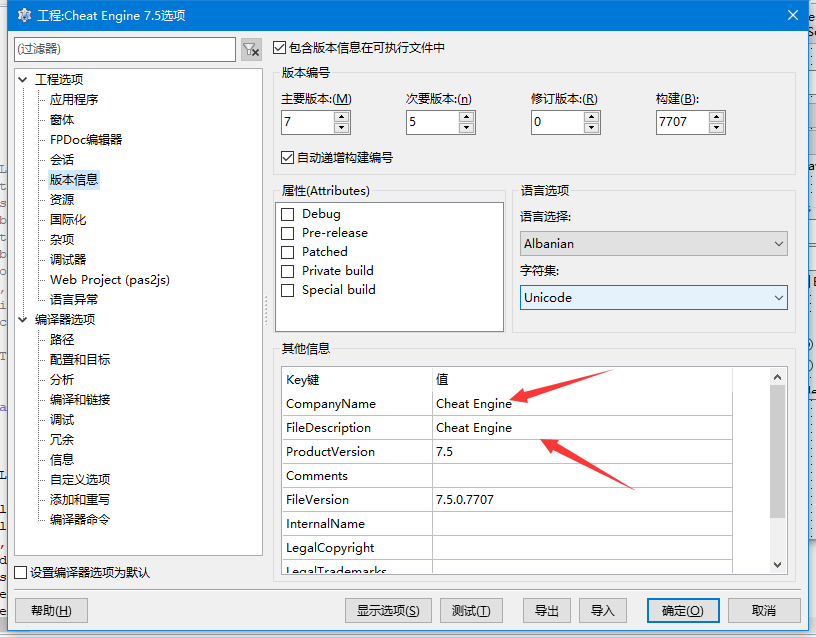 工程:Cheat Engine 7.5选项
(过滤器)
工程选项
应用程序
窗体
FPDoc编辑器
会话
版本信息
资源
国际化
杂项
调试器
Web Project (pas2js)
语言异常
编译器选项
路径
配置和目标
分析
编译和链接
调试
冗余
信息
自定义选项
添加和重写
编译器命令
包含版本信息在可执行文件中
版本编号
主要版本:(M) 次要版本:(n) 修订版本:(R) 构建(B):
7 5 0 7707
自动递增构建编号
属性(Attributes)
Debug
Pre-release
Patched
Private build
Special build
语言选项
语言选择:
Albanian
字符集:
Unicode
其他信息
Key键 值
CompanyName Cheat Engine
FileDescription Cheat Engine
ProductVersion 7.5
Comments
FileVersion 7.5.0.7707
InternalName
LegalCopyright
LegalTrademarks
设置编译器选项为默认
帮助(H) 显示选项(S) 测试(T) 导出 导入 确定(O) 取消